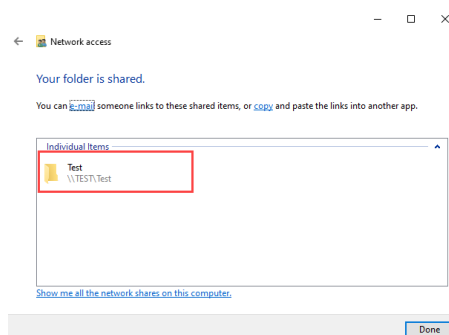 Network access
Your folder is shared.
You can e-mail someone links to these shared items, or copy and paste the links into another app.
Individual Items
Test
\\TEST\Test
Show me all the network shares on this computer.
Done